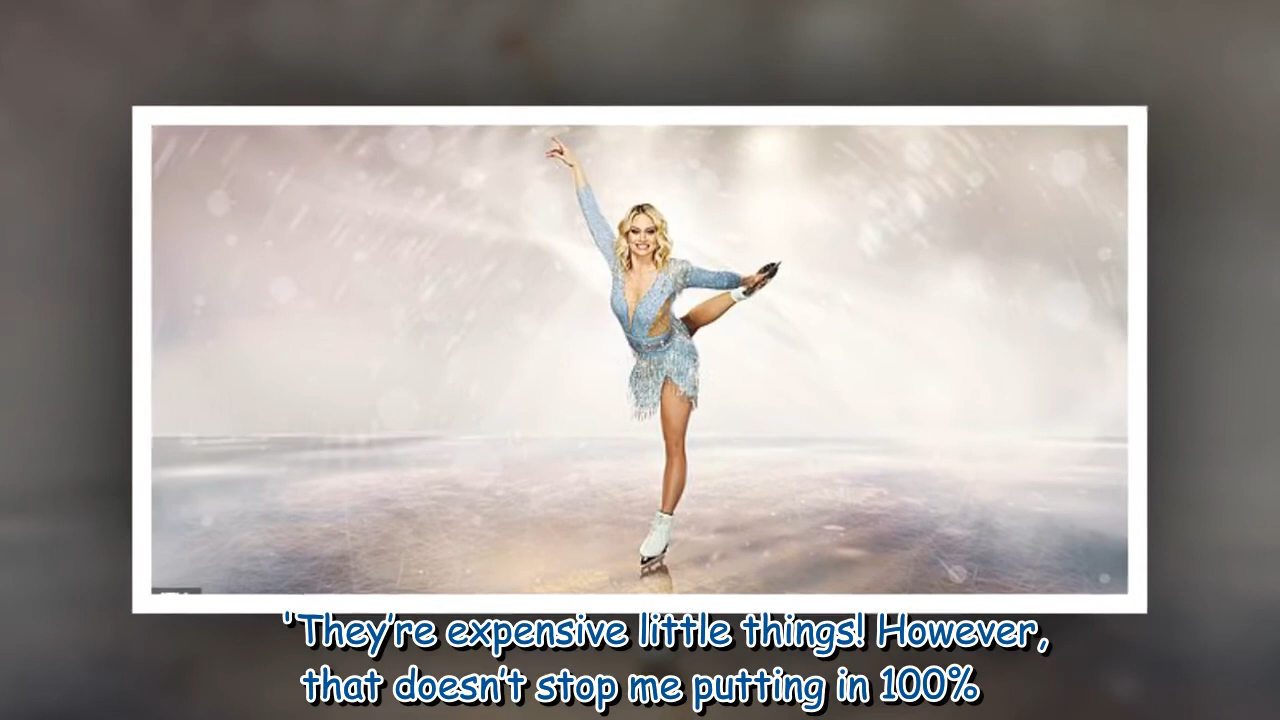 'They’re expensive little things! However,
that doesn’t stop me putting in 100%